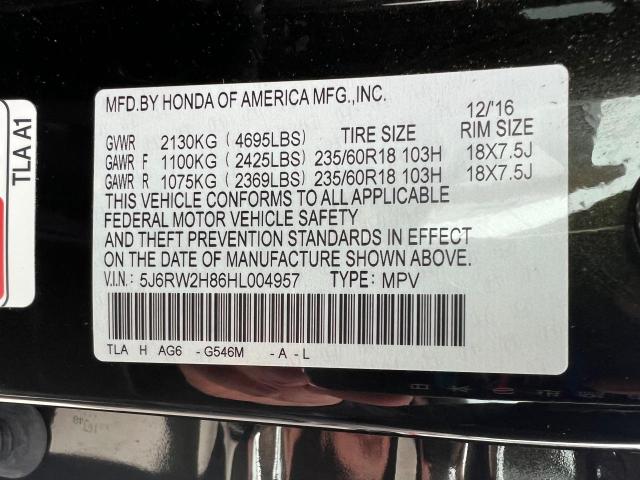 TLA A1
MFD.BY HONDA OF AMERICA MFG.,INC.
12/'16
GVWR 2130KG ( 4695LBS) TIRE SIZE RIM SIZE
GAWR F 1100KG ( 2425LBS) 235/60R18 103H 18X7.5J
GAWR R 1075KG ( 2369LBS) 235/60R18 103H 18X7.5J
THIS VEHICLE CONFORMS TO ALL APPLICABLE
FEDERAL MOTOR VEHICLE SAFETY
AND THEFT PREVENTION STANDARDS IN EFFECT
ON THE DATE OF MANUFACTURE SHOWN ABOVE.
V.I.N.: 5J6RW2H86HL004957 TYPE: MPV
TLA H AG6 - G546M - A - L